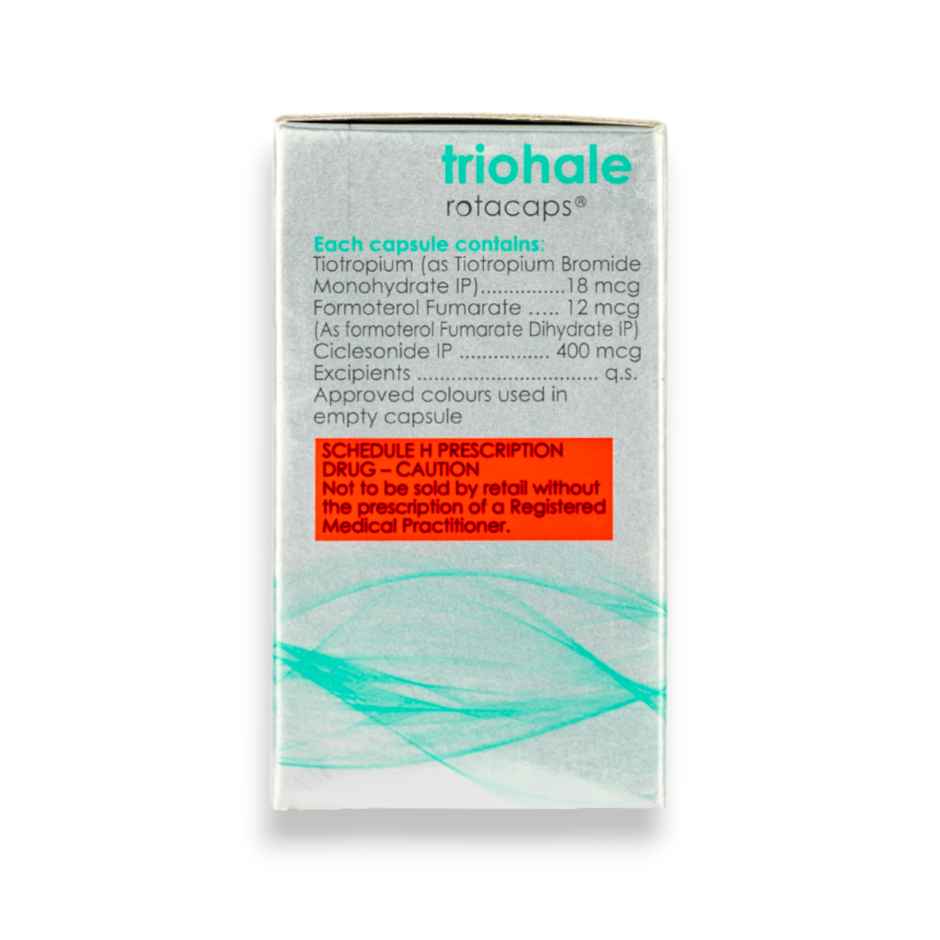 triohale
rotacaps®
Each capsule contains:
Tiotropium (as Tiotropium Bromide
Monohydrate IP)...............18 mcg
Formoterol Fumarate ..... 12 mcg
(As formoterol Fumarate Dihydrate IP)
Ciclesonide IP ................ 400 mcg
Excipients ................................ q.s.
Approved colours used in
empty capsule
SCHEDULE H PRESCRIPTION
DRUG – CAUTION
Not to be sold by retail without
the prescription of a Registered
Medical Practitioner.